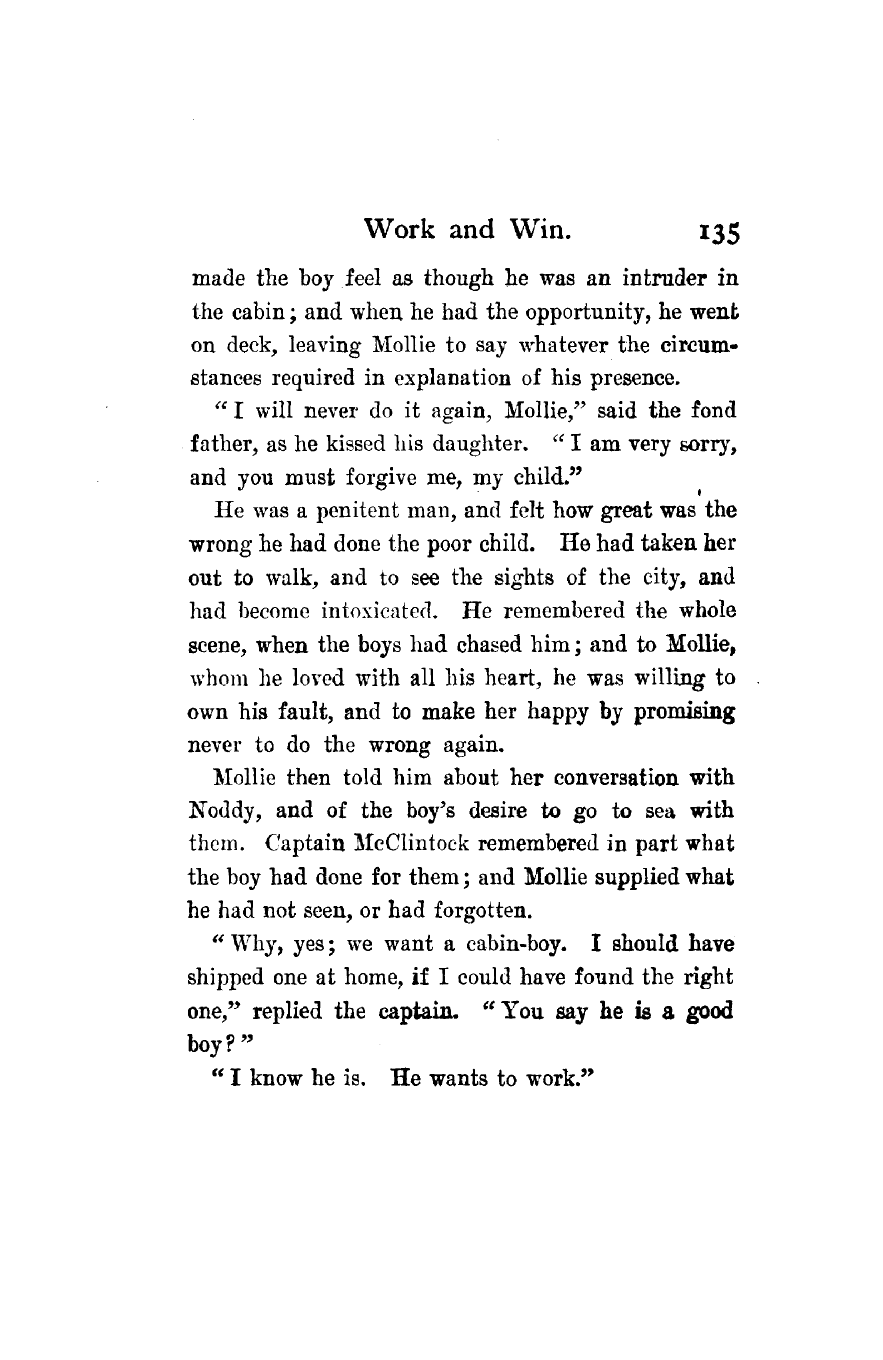 Work and Win. 135
made the boy feel as though he was an intruder in
the cabin; and when he had the opportunity, he went
on deck, leaving Mollie to say whatever the circum-
stances required in explanation of his presence.
“I will never do it again, Mollie,” said the fond
father, as he kissed his daughter. “I am very sorry,
and you must forgive me, my child.”
He was a penitent man, and felt how great was the
wrong he had done the poor child. He had taken her
out to walk, and to see the sights of the city, and
had become intoxicated. He remembered the whole
scene, when the boys had chased him; and to Mollie,
whom he loved with all his heart, he was willing to
own his fault, and to make her happy by promising
never to do the wrong again.
Mollie then told him about her conversation with
Noddy, and of the boy’s desire to go to sea with
them. Captain McClintock remembered in part what
the boy had done for them; and Mollie supplied what
he had not seen, or had forgotten.
“Why, yes; we want a cabin-boy. I should have
shipped one at home, if I could have found the right
one,” replied the captain. “You say he is a good
boy?”
“I know he is. He wants to work.”